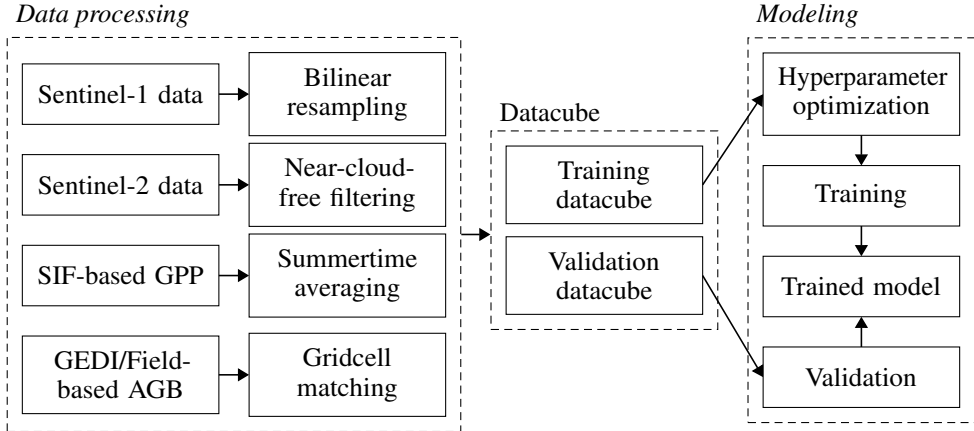 Data processing
Modeling
Sentinel-1 data
Bilinear
resampling
Sentinel-2 data
Near-cloud-
free filtering
SIF-based GPP
Summertime
averaging
GEDI/Field-
based AGB
Gridcell
matching
Datacube
Training
datacube
Validation
datacube
Hyperparameter
optimization
Training
Trained model
Validation